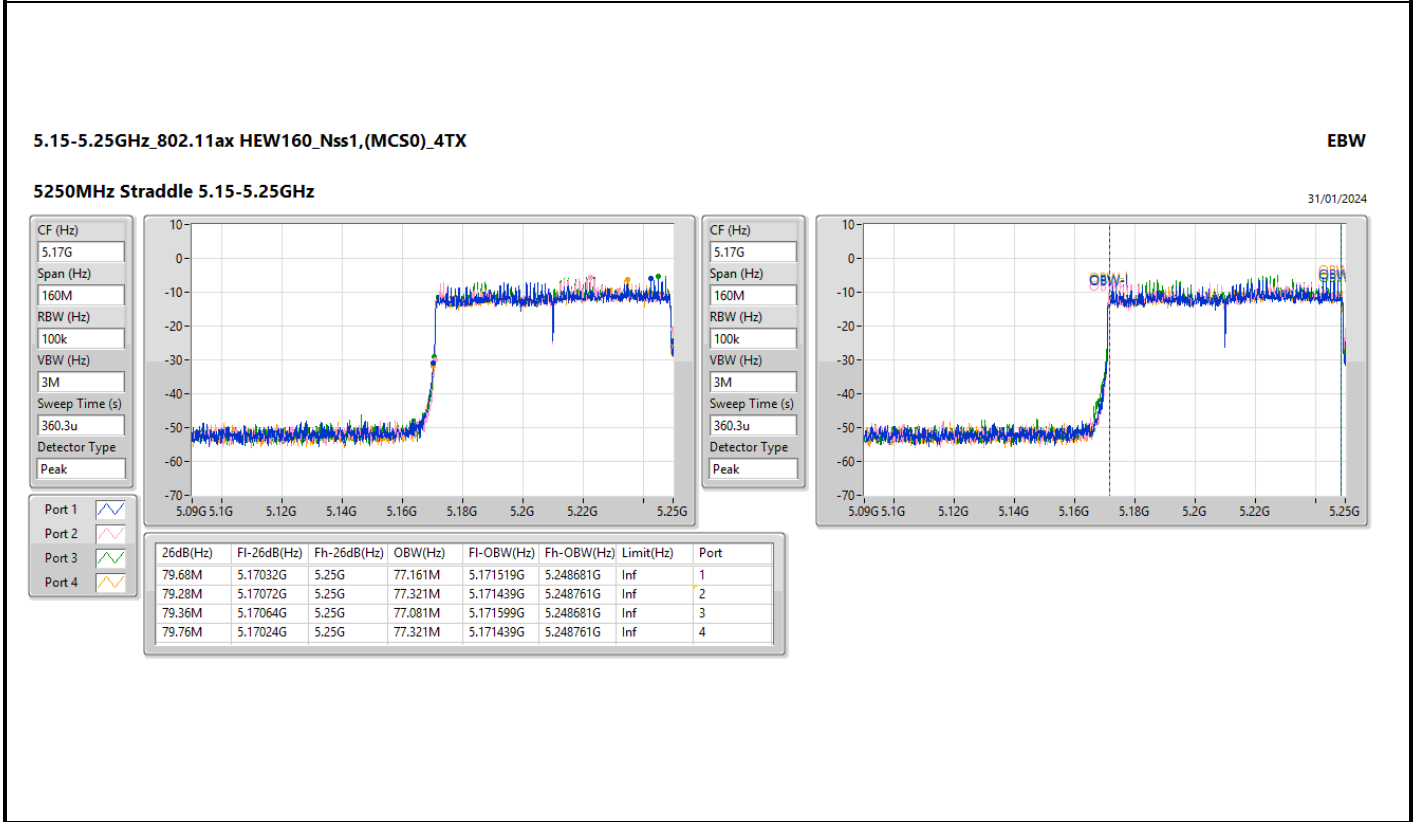 5.15-5.25GHz_802.11ax HEW160_Nss1,(MCS0)_4TX
EBW
5250MHz Straddle 5.15-5.25GHz
31/01/2024
CF (Hz)
5.17G
Span (Hz)
160M
RBW (Hz)
100k
VBW (Hz)
3M
Sweep Time (s)
360.3u
Detector Type
Peak
10
0
-10
-20
-30
-40
-50
-60
-70
5.09G 5.1G 5.12G 5.14G 5.16G 5.18G 5.2G 5.22G 5.25G
CF (Hz)
5.17G
Span (Hz)
160M
RBW (Hz)
100k
VBW (Hz)
3M
Sweep Time (s)
360.3u
Detector Type
Peak
10
0
-10
-20
-30
-40
-50
-60
-70
OBW-
OBW
5.09G 5.1G 5.12G 5.14G 5.16G 5.18G 5.2G 5.22G 5.25G
Port 1
Port 2
Port 3
Port 4
26dB(Hz) Fl-26dB(Hz) Fh-26dB(Hz) OBW(Hz) Fl-OBW(Hz) Fh-OBW(Hz) Limit(Hz) Port
79.68M 5.17032G 5.25G 77.161M 5.171519G 5.248681G Inf 1
79.28M 5.17072G 5.25G 77.321M 5.171439G 5.248761G Inf 2
79.36M 5.17064G 5.25G 77.081M 5.171599G 5.248681G Inf 3
79.76M 5.17024G 5.25G 77.321M 5.171439G 5.248761G Inf 4